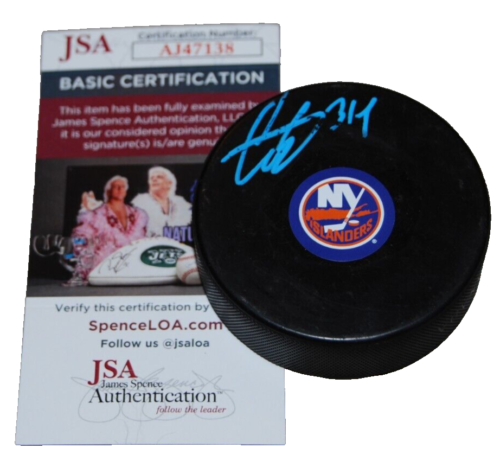 JSA
Certification Number:
AJ47138
BASIC CERTIFICATION
This item has been fully examined by
James Spence Authentication, LLC
it is our considered opinion
signature(s) is/are
JETS
Verify this certification by
SpenceLOA.com
Follow us @jsaloa
JSA
James Spence
Authentication
follow the leader
34
NY
ISLANDERS